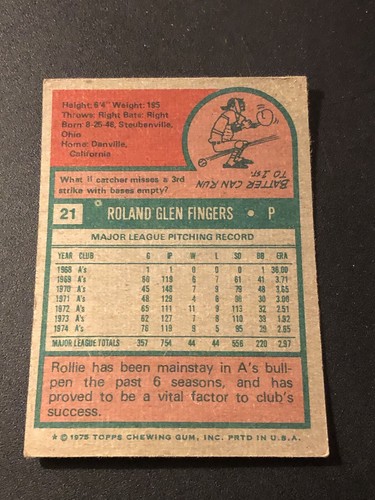 Height: 6'4" Weight: 195
Throws: Right Bats: Right
Born: 8-25-46, Steubenville,
Ohio
Home: Danville,
California
What if catcher misses a 3rd
strike with bases empty?
BATTER CAN RUN
TO 1ST.
21 ROLAND GLEN FINGERS • P
MAJOR LEAGUE PITCHING RECORD
YEAR CLUB G IP W L SO BB ERA
1968 A's 1 1 0 0 0 1 36.00
1969 A's 60 119 6 7 61 41 3.71
1970 A's 45 148 7 9 79 48 3.65
1971 A's 48 129 4 6 98 30 3.00
1972 A's 65 111 11 9 113 32 2.51
1973 A's 62 127 7 8 110 39 1.92
1974 A's 76 119 9 5 95 29 2.65
MAJOR LEAGUE TOTALS 357 754 44 44 556 220 2.97
Rollie has been mainstay in A's bull-
pen the past 6 seasons, and has
proved to be a vital factor to club's
success.
* © 1975 TOPPS CHEWING GUM, INC. PRTD IN U.S.A.